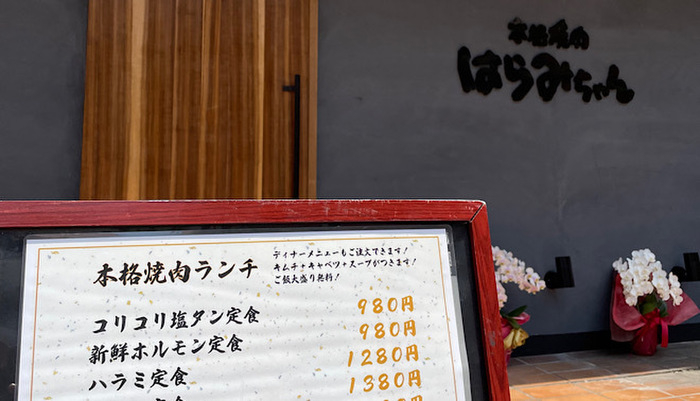 本格焼肉
はらみちゃん
本格焼肉ランチ
ディナーメニューもご注文できます!
キムチ+キャベツ+スープがつきます!
ご飯大盛り無料!
コリコリ塩タン定食 980円
新鮮ホルモン定食 980円
ハラミ定食 1280円
1380円